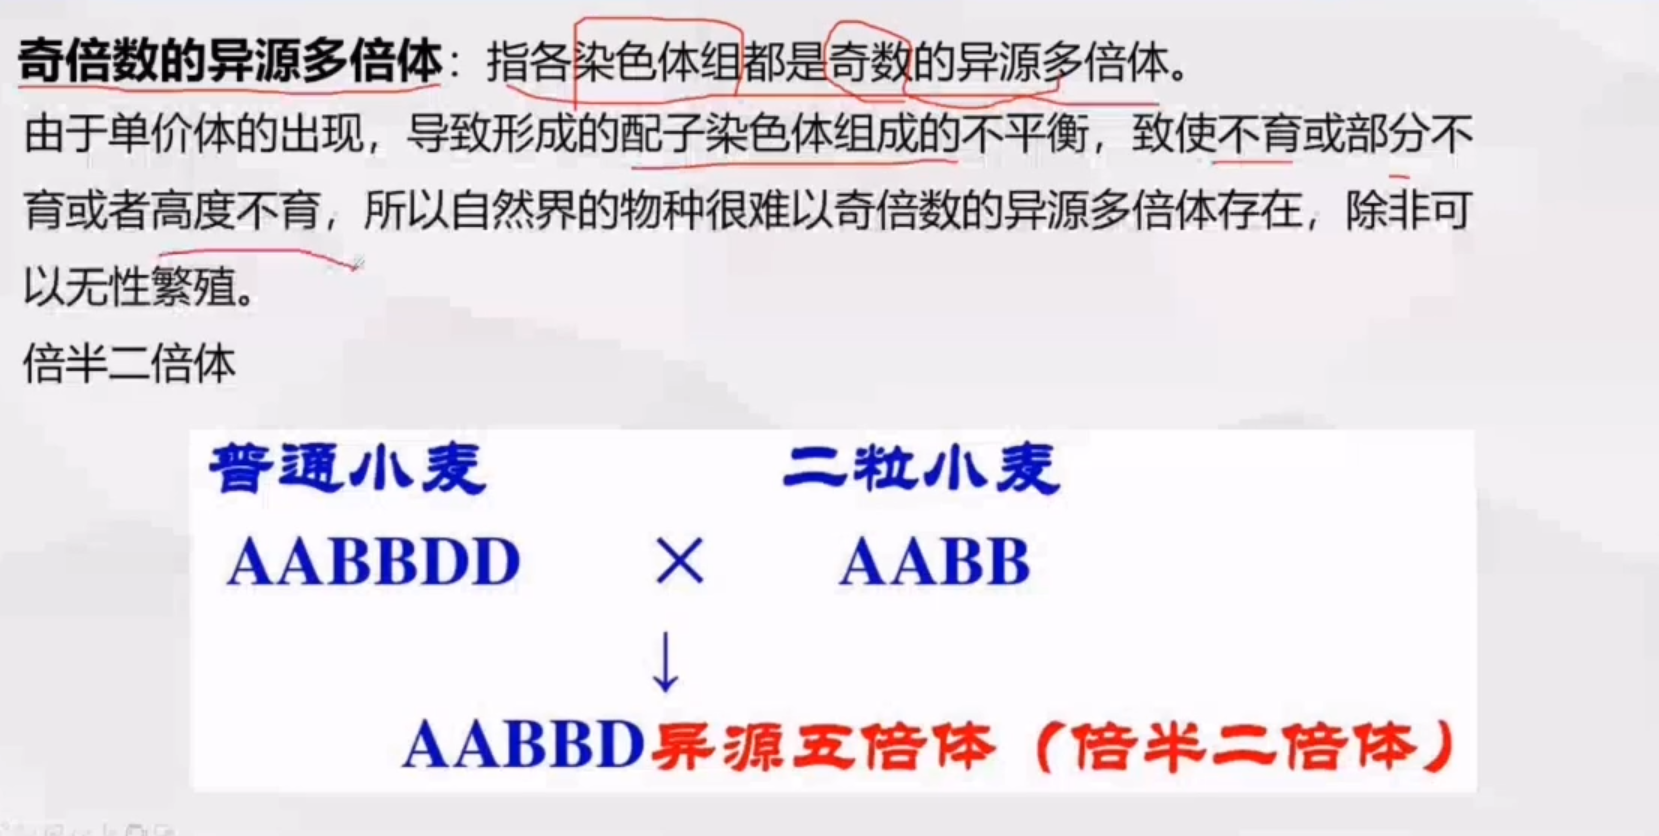 奇倍数的异源多倍体：指各染色体组都是奇数的异源多倍体。
由于单价体的出现，导致形成的配子染色体组成的不平衡，致使不育或部分不
育或者高度不育，所以自然界的物种很难以奇倍数的异源多倍体存在，除非可
以无性繁殖。
倍半二倍体
普通小麦 二粒小麦
AABBDD × AABB
↓
AABBD异源五倍体（倍半二倍体）